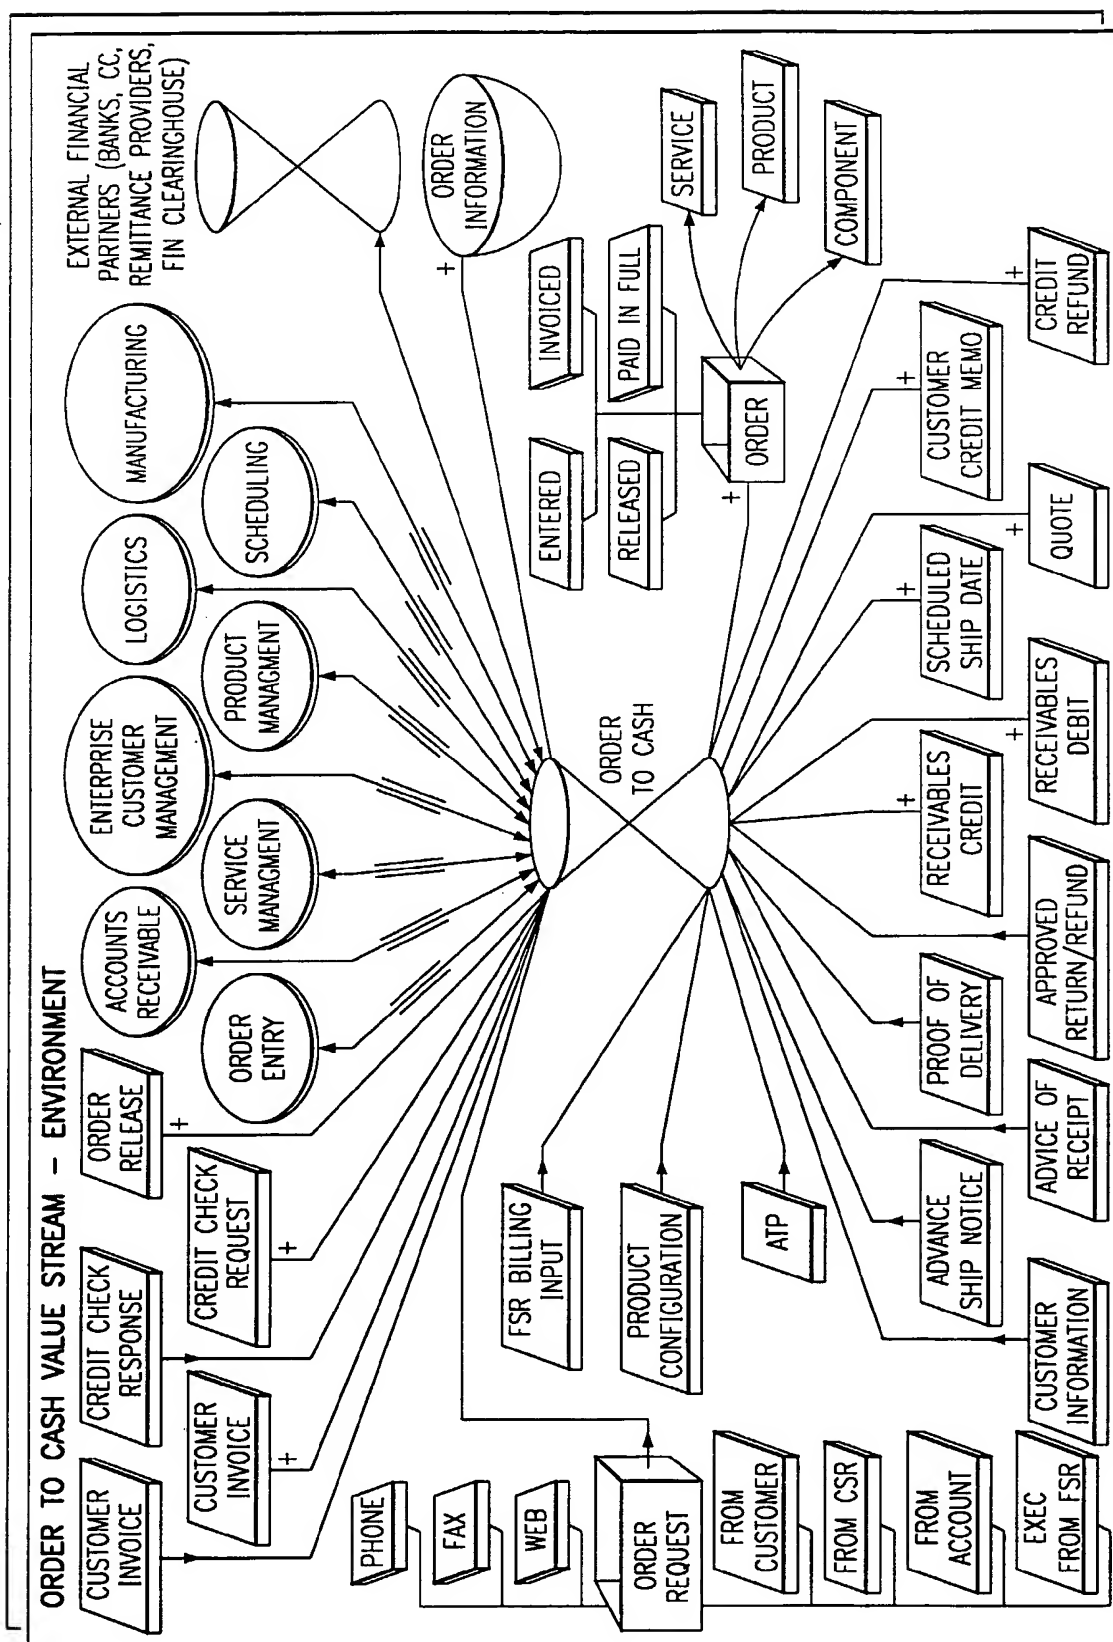 ORDER TO CASH VALUE STREAM – ENVIRONMENT
CUSTOMER
INVOICE
CREDIT CHECK
RESPONSE
ORDER
RELEASE
+
ACCOUNTS
RECEIVABLE
ENTERPRISE
CUSTOMER
MANAGEMENT
LOGISTICS
MANUFACTURING
EXTERNAL FINANCIAL
PARTNERS (BANKS, CC,
REMITTANCE PROVIDERS,
FIN CLEARINGHOUSE)
CUSTOMER
INVOICE
+
CREDIT CHECK
REQUEST
+
ORDER
ENTRY
SERVICE
MANAGMENT
PRODUCT
MANAGMENT
SCHEDULING
PHONE
FAX
WEB
ORDER
REQUEST
FROM
CUSTOMER
FROM CSR
FROM
ACCOUNT
EXEC
FROM FSR
FSR BILLING
INPUT
PRODUCT
CONFIGURATION
ATP
ORDER
TO CASH
+
ORDER
INFORMATION
ENTERED
INVOICED
RELEASED
PAID IN FULL
+
ORDER
SERVICE
PRODUCT
COMPONENT
ADVANCE
SHIP NOTICE
PROOF OF
DELIVERY
+
RECEIVABLES
CREDIT
+
SCHEDULED
SHIP DATE
+
CUSTOMER
CREDIT MEMO
CUSTOMER
INFORMATION
ADVICE OF
RECEIPT
APPROVED
RETURN/REFUND
+
RECEIVABLES
DEBIT
+
QUOTE
+
CREDIT
REFUND